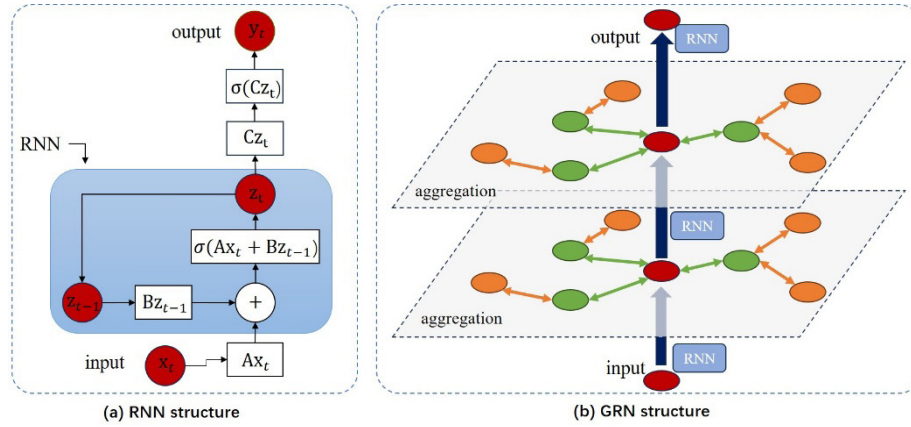 output
y_t
σ(Cz_t)
Cz_t
RNN
z_t
σ(Ax_t + Bz_{t−1})
z_{t−1}
Bz_{t−1}
+
input
x_t
Ax_t
(a) RNN structure
output
RNN
aggregation
RNN
aggregation
input
RNN
(b) GRN structure